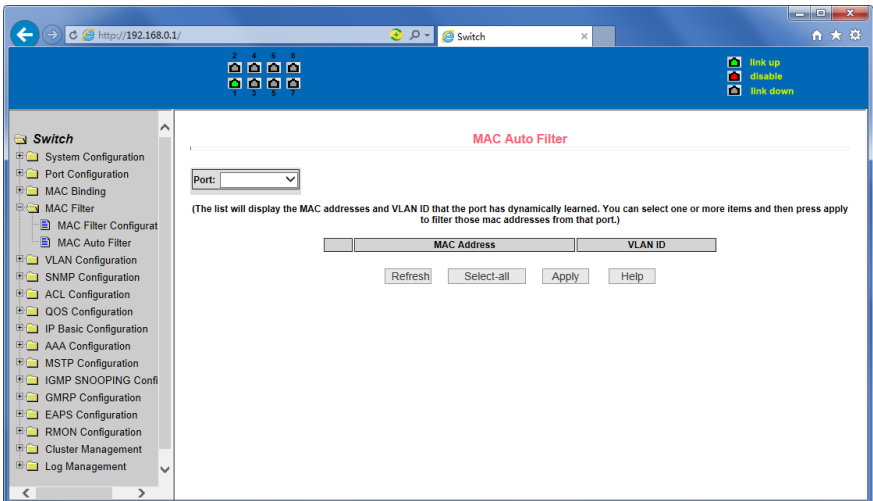 http://192.168.0.1/
Switch
2 4 6 8
1 3 5 7
link up
disable
link down
Switch
System Configuration
Port Configuration
MAC Binding
MAC Filter
MAC Filter Configurat
MAC Auto Filter
VLAN Configuration
SNMP Configuration
ACL Configuration
QOS Configuration
IP Basic Configuration
AAA Configuration
MSTP Configuration
IGMP SNOOPING Confi
GMRP Configuration
EAPS Configuration
RMON Configuration
Cluster Management
Log Management
MAC Auto Filter
Port:
(The list will display the MAC addresses and VLAN ID that the port has dynamically learned. You can select one or more items and then press apply
to filter those mac addresses from that port.)
MAC Address VLAN ID
Refresh Select-all Apply Help